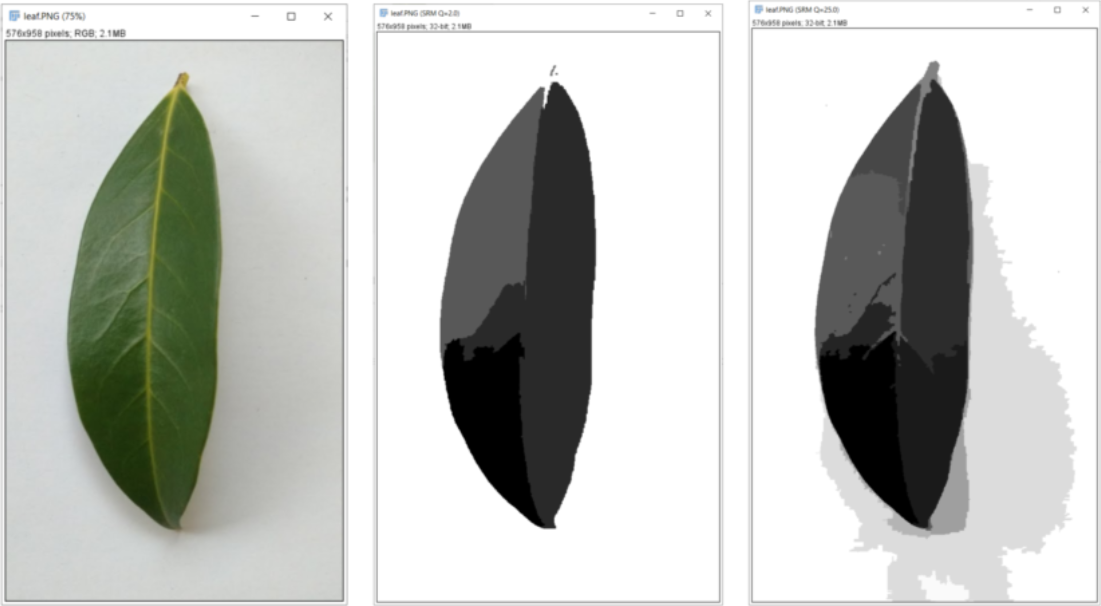 leaf.PNG (75%)
576x958 pixels; RGB; 2.1MB
leaf.PNG (SRM Q=2.0)
576x958 pixels; 32-bit; 2.1MB
leaf.PNG (SRM Q=25.0)
576x958 pixels; 32-bit; 2.1MB